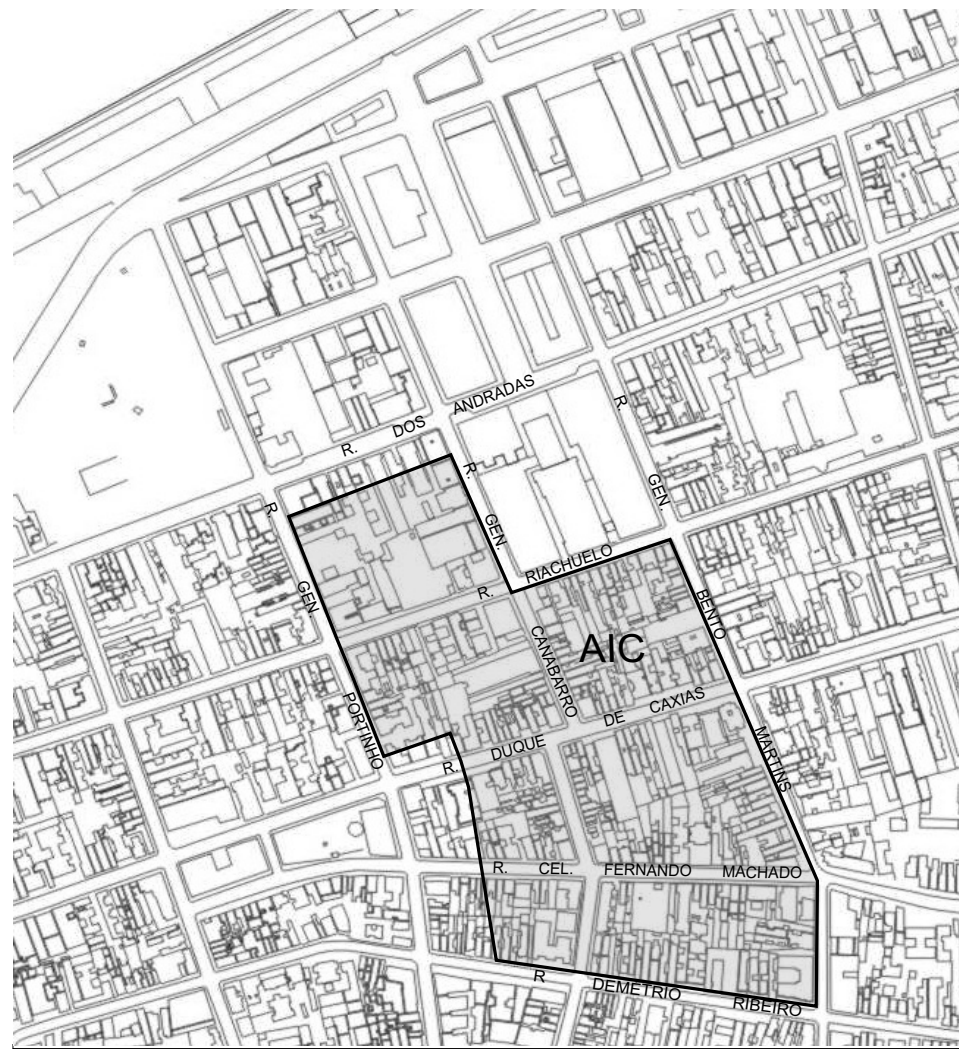 R. DOS ANDRADAS
R. GEN. BENTO MARTINS
R. GEN. CANABARRO
R. GEN. PORTINHO
R. RIACHUELO
AIC
R. DUQUE DE CAXIAS
R. CEL. FERNANDO MACHADO
R DEMETRIO RIBEIRO